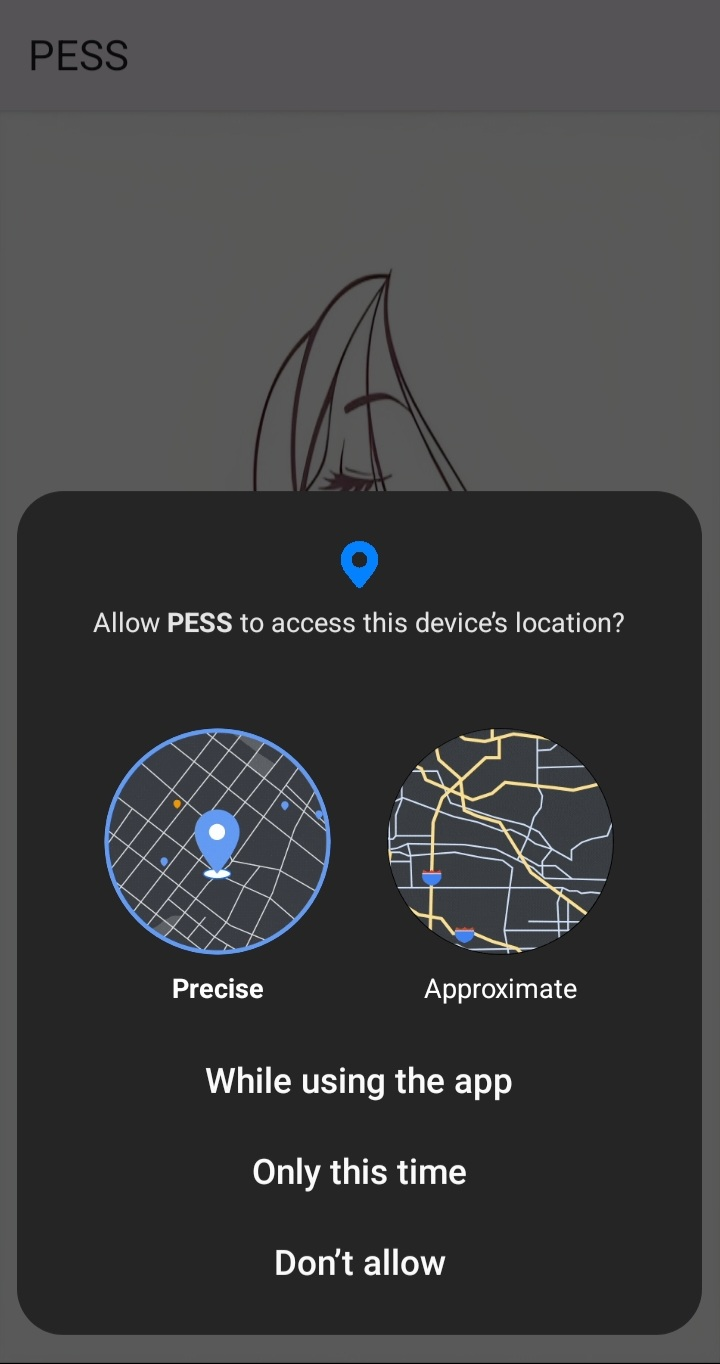 PESS
Allow PESS to access this device’s location?
Precise
Approximate
While using the app
Only this time
Don’t allow